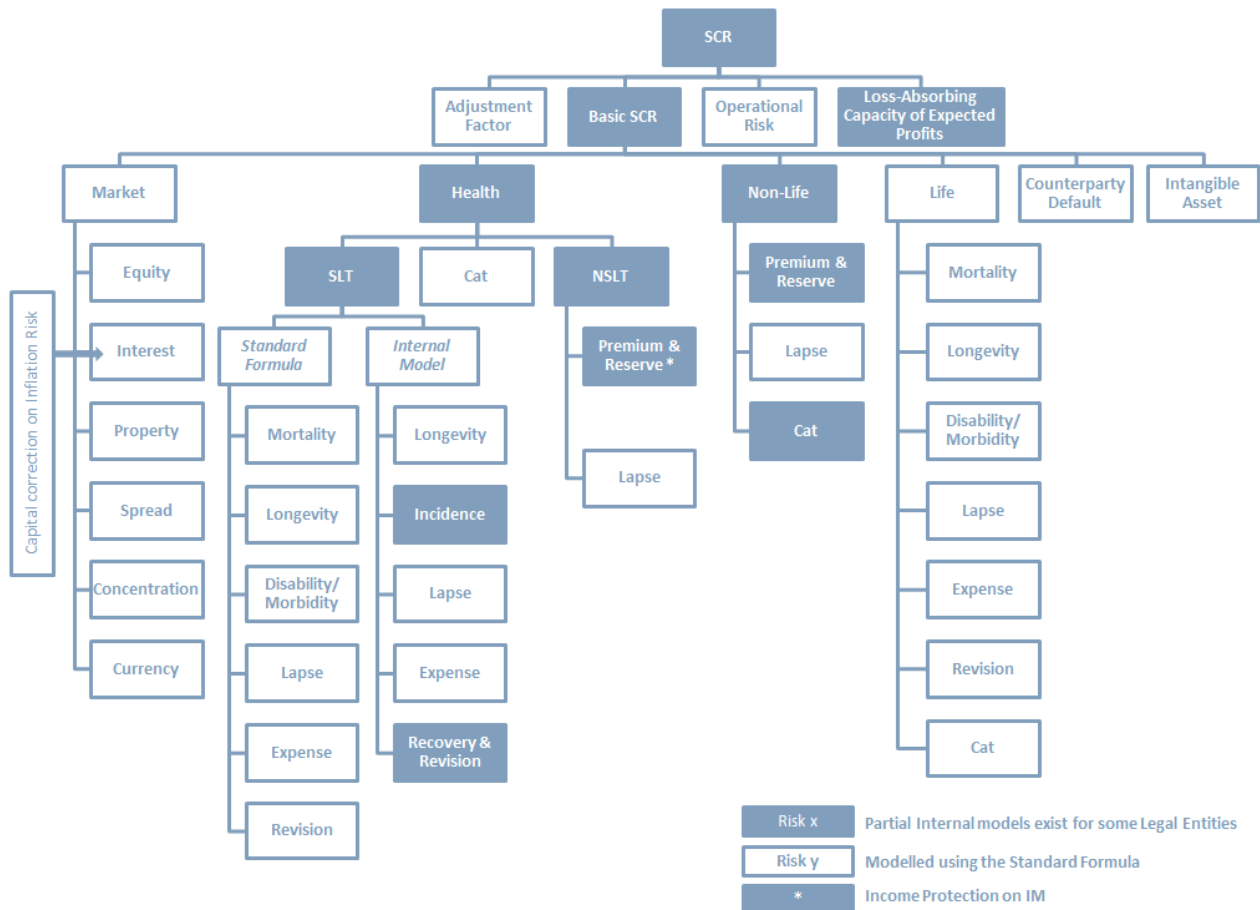 SCR
Adjustment
Factor
Basic SCR
Operational
Risk
Loss-Absorbing
Capacity of Expected
Profits
Market
Health
Non-Life
Life
Counterparty
Default
Intangible
Asset
Capital correction on Inflation Risk
Equity
Interest
Property
Spread
Concentration
Currency
SLT
Cat
NSLT
Standard
Formula
Internal
Model
Mortality
Longevity
Disability/
Morbidity
Lapse
Expense
Revision
Longevity
Incidence
Lapse
Expense
Recovery &
Revision
Premium &
Reserve *
Lapse
Premium &
Reserve
Lapse
Cat
Mortality
Longevity
Disability/
Morbidity
Lapse
Expense
Revision
Cat
Risk x
Partial Internal models exist for some Legal Entities
Risk y
Modelled using the Standard Formula
*
Income Protection on IM